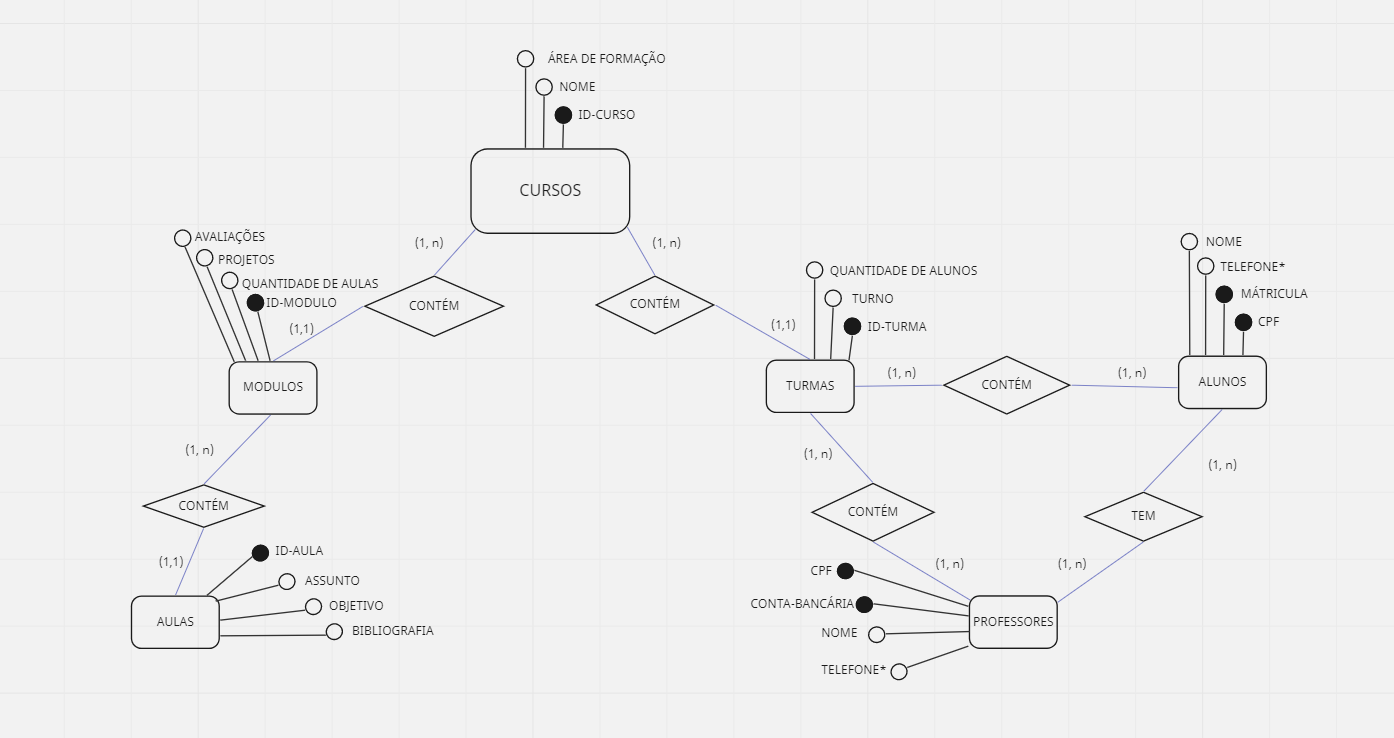 ÁREA DE FORMAÇÃO
NOME
ID-CURSO
CURSOS
(1, n)
(1, n)
AVALIAÇÕES
PROJETOS
QUANTIDADE DE AULAS
ID-MODULO
(1,1)
CONTÉM
CONTÉM
(1,1)
QUANTIDADE DE ALUNOS
TURNO
ID-TURMA
NOME
TELEFONE*
MÁTRICULA
CPF
MODULOS
TURMAS
(1, n)
CONTÉM
(1, n)
ALUNOS
(1, n)
(1, n)
(1, n)
CONTÉM
CONTÉM
TEM
(1,1)
(1, n)
(1, n)
ID-AULA
ASSUNTO
OBJETIVO
BIBLIOGRAFIA
AULAS
CPF
CONTA-BANCÁRIA
NOME
TELEFONE*
PROFESSORES